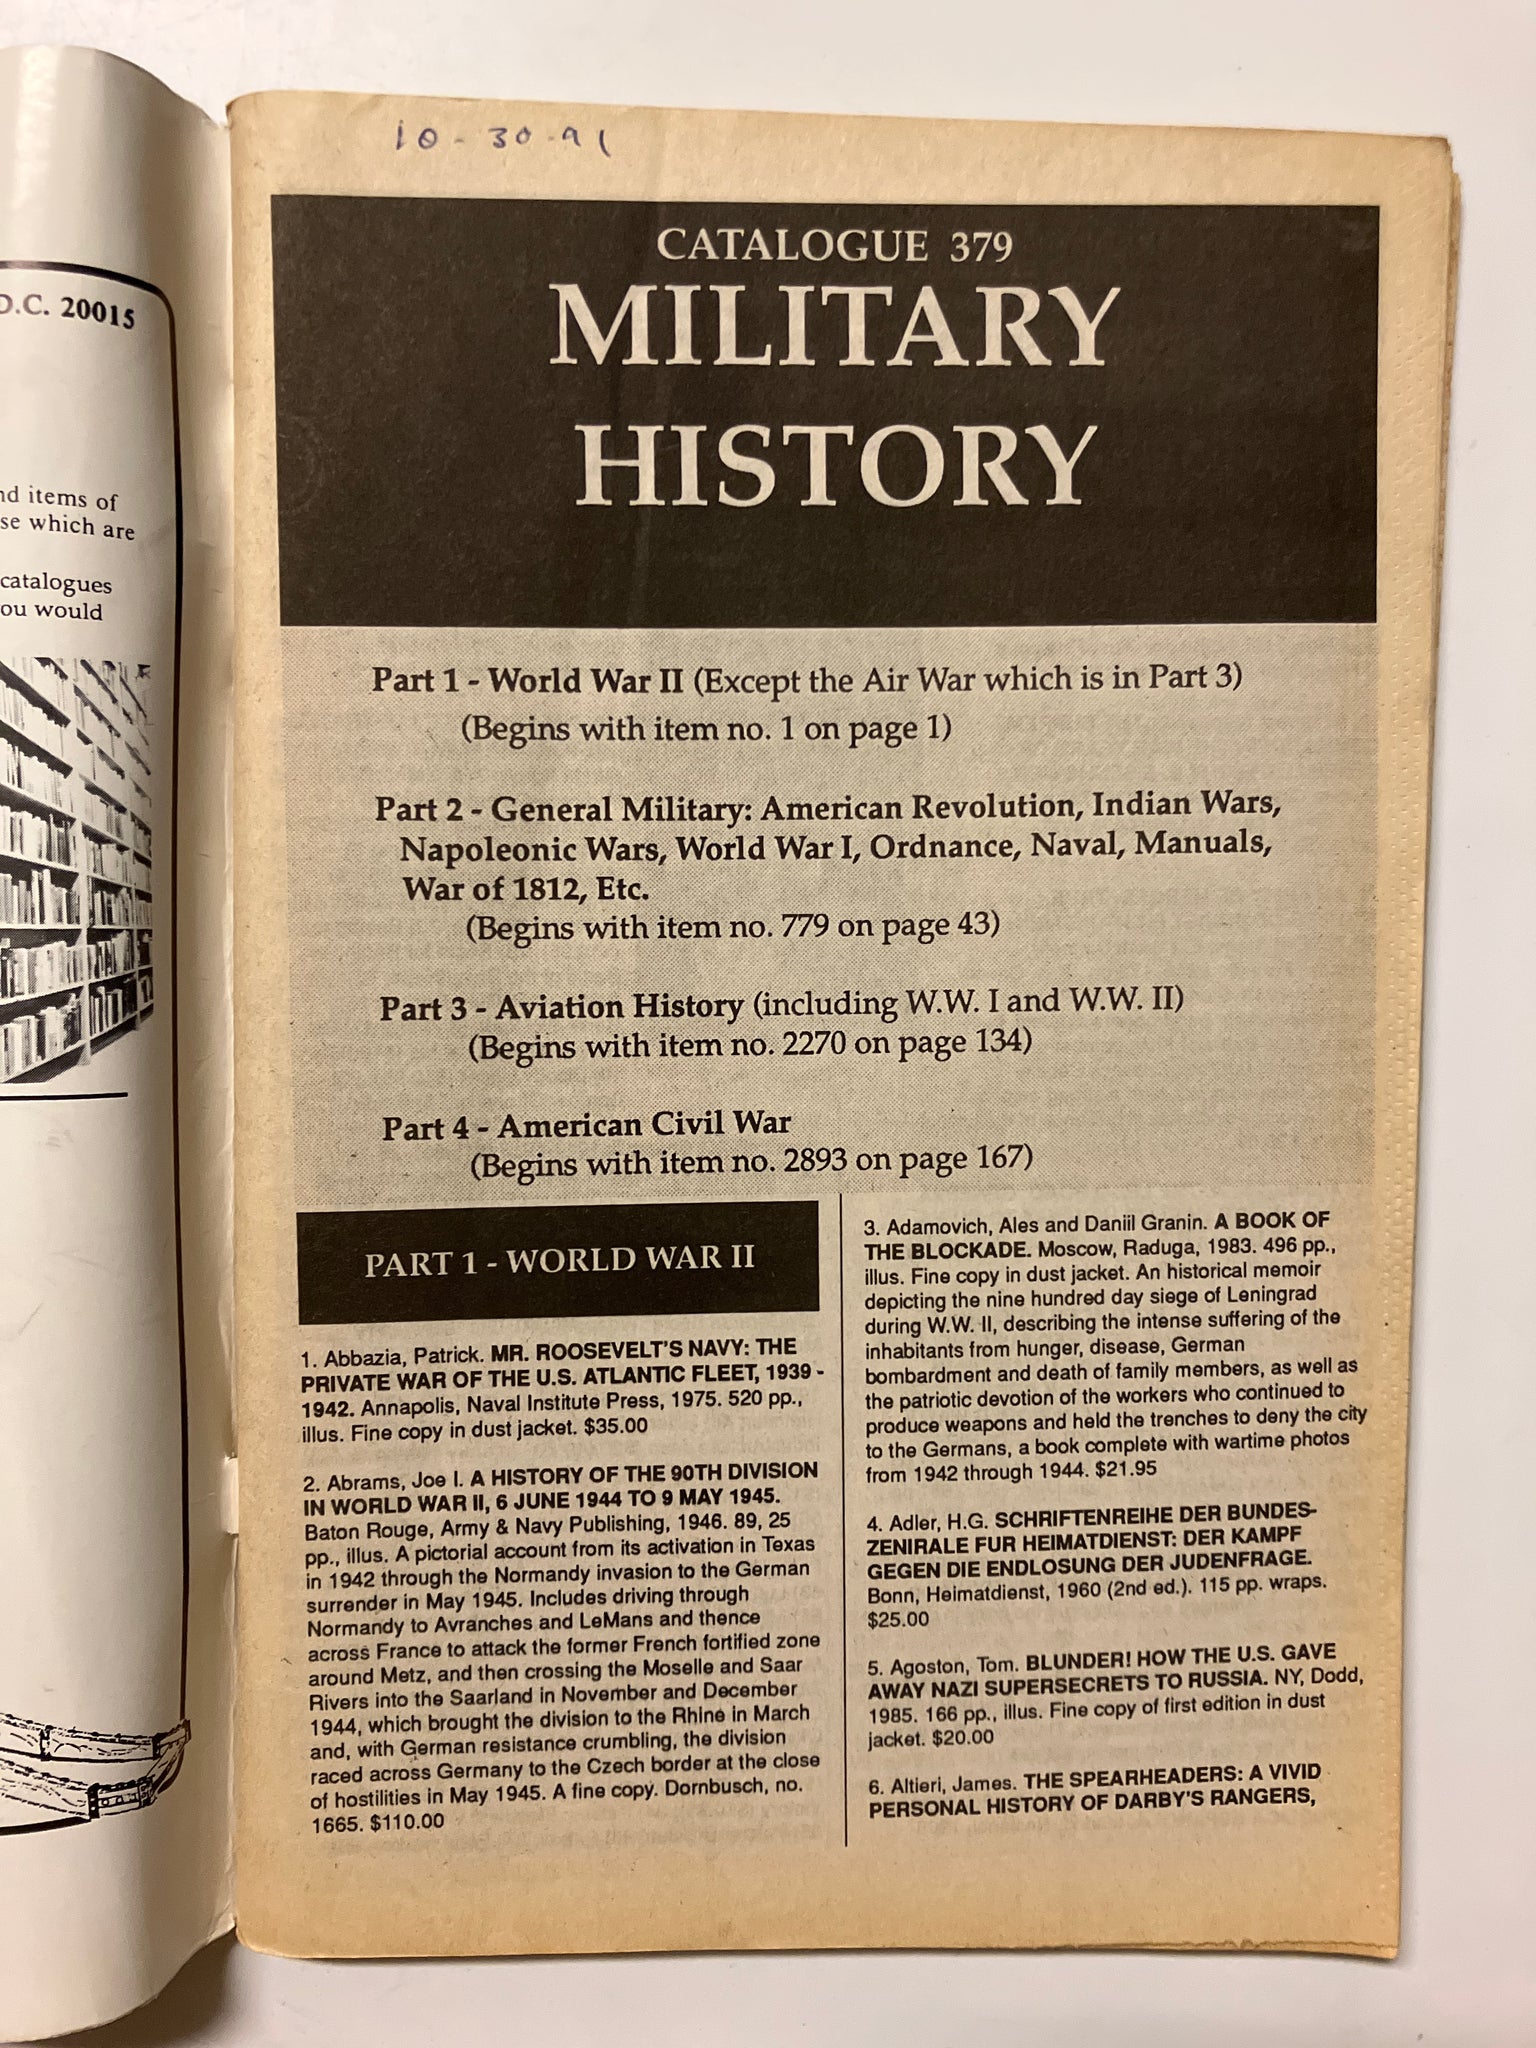 D.C. 20015
items of
which are
catalogues
would
10-30-91
CATALOGUE 379
MILITARY
HISTORY
Part 1 - World War II (Except the Air War which is in Part 3)
(Begins with item no. 1 on page 1)
Part 2 - General Military: American Revolution, Indian Wars,
Napoleonic Wars, World War I, Ordnance, Naval, Manuals,
War of 1812, Etc.
(Begins with item no. 779 on page 43)
Part 3 - Aviation History (including W.W. I and W.W. II)
(Begins with item no. 2270 on page 134)
Part 4 - American Civil War
(Begins with item no. 2893 on page 167)
PART 1 - WORLD WAR II
1. Abbazia, Patrick. MR. ROOSEVELT'S NAVY: THE
PRIVATE WAR OF THE U.S. ATLANTIC FLEET, 1939 -
1942. Annapolis, Naval Institute Press, 1975. 520 pp.,
illus. Fine copy in dust jacket. $35.00
2. Abrams, Joe I. A HISTORY OF THE 90TH DIVISION
IN WORLD WAR II, 6 JUNE 1944 TO 9 MAY 1945.
Baton Rouge, Army & Navy Publishing, 1946. 89, 25
pp., illus. A pictorial account from its activation in Texas
in 1942 through the Normandy invasion to the German
surrender in May 1945. Includes driving through
Normandy to Avranches and LeMans and thence
across France to attack the former French fortified zone
around Metz, and then crossing the Moselle and Saar
Rivers into the Saarland in November and December
1944, which brought the division to the Rhine in March
and, with German resistance crumbling, the division
raced across Germany to the Czech border at the close
of hostilities in May 1945. A fine copy. Dornbusch, no.
1665. $110.00
3. Adamovich, Ales and Daniil Granin. A BOOK OF
THE BLOCKADE. Moscow, Raduga, 1983. 496 pp.,
illus. Fine copy in dust jacket. An historical memoir
depicting the nine hundred day siege of Leningrad
during W.W. II, describing the intense suffering of the
inhabitants from hunger, disease, German
bombardment and death of family members, as well as
the patriotic devotion of the workers who continued to
produce weapons and held the trenches to deny the city
to the Germans, a book complete with wartime photos
from 1942 through 1944. $21.95
4. Adler, H.G. SCHRIFTENREIHE DER BUNDES-
ZENIRALE FUR HEIMATDIENST: DER KAMPF
GEGEN DIE ENDLOSUNG DER JUDENFRAGE.
Bonn, Heimatdienst, 1960 (2nd ed.). 115 pp. wraps.
$25.00
5. Agoston, Tom. BLUNDER! HOW THE U.S. GAVE
AWAY NAZI SUPERSECRETS TO RUSSIA. NY, Dodd,
1985. 166 pp., illus. Fine copy of first edition in dust
jacket. $20.00
6. Altieri, James. THE SPEARHEADERS: A VIVID
PERSONAL HISTORY OF DARBY'S RANGERS,